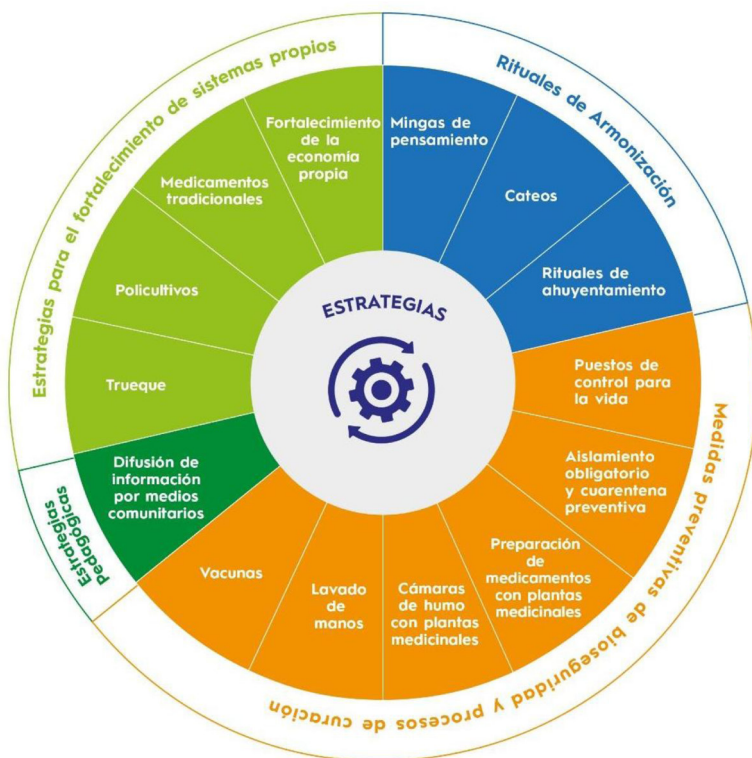 ESTRATEGIAS
Rituales de Armonización
Mingas de
pensamiento
Cateos
Rituales de
ahuyentamiento
Medidas preventivas de bioseguridad y procesos de curación
Puestos de
control para
la vida
Aislamiento
obligatorio
y cuarentena
preventiva
Preparación
de
medicamentos
con plantas
medicinales
Cámaras
de humo
con plantas
medicinales
Lavado
de
manos
Vacunas
Estrategias
Pedagógicas
Difusión de
información
por medios
comunitarios
Estrategias para el fortalecimiento de sistemas propios
Trueque
Policultivos
Medicamentos
tradicionales
Fortalecimiento
de la
economía
propia